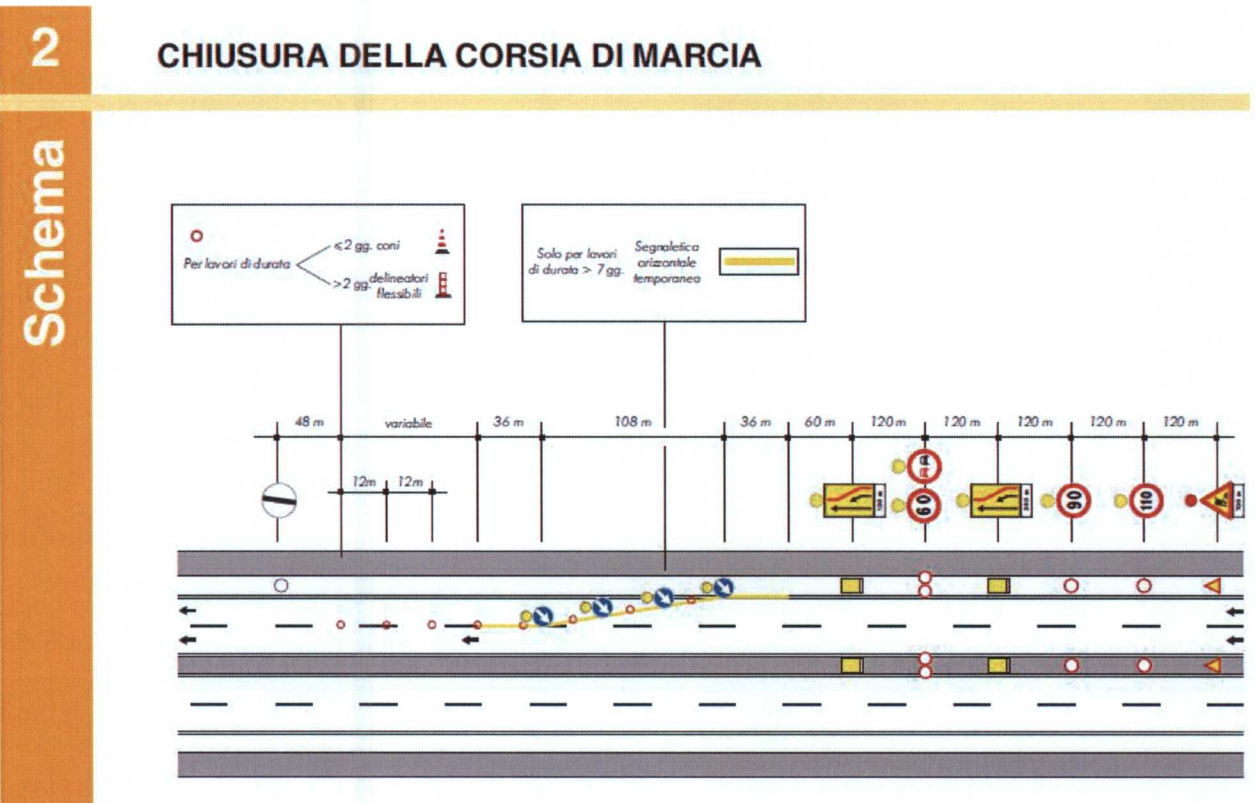 2
CHIUSURA DELLA CORSIA DI MARCIA
Schema
Per lavori di durata
≤2 gg. coni
>2 gg. delineatori
flessibili
Solo per lavori
di durata > 7 gg.
Segnaletica
orizzontale
temporanea
48 m
variabile
36 m
108 m
36 m
60 m
120 m
120 m
120 m
120 m
120 m
12m
12m
60
90
110